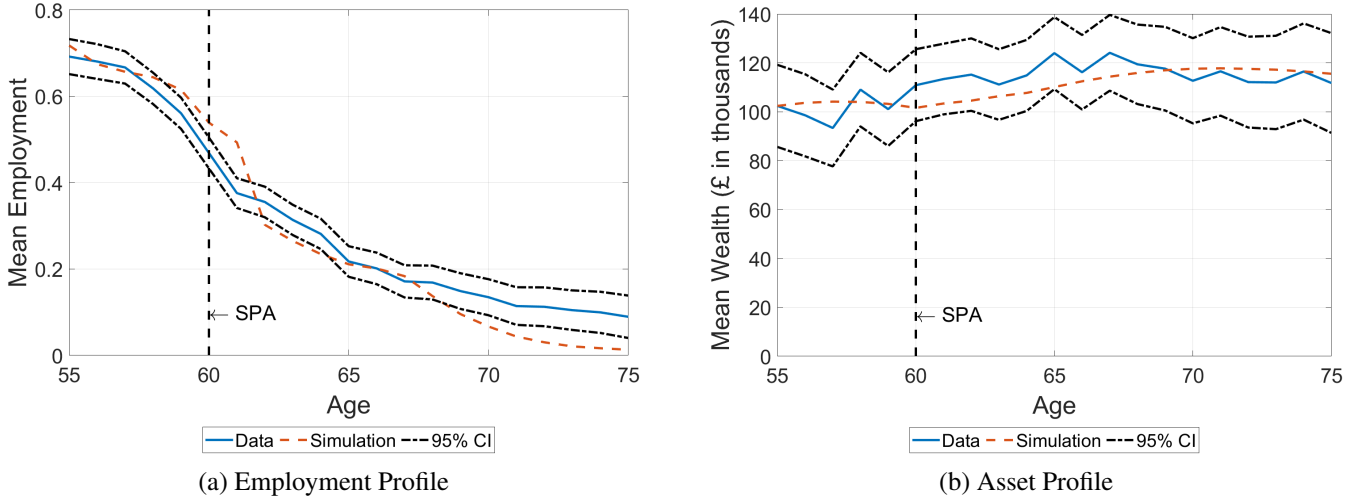 Mean Employment
0.8
0.6
0.4
0.2
0
← SPA
55 60 65 70 75
Age
Data Simulation 95% CI
(a) Employment Profile
Mean Wealth (£ in thousands)
140
120
100
80
60
40
20
0
← SPA
55 60 65 70 75
Age
Data Simulation 95% CI
(b) Asset Profile